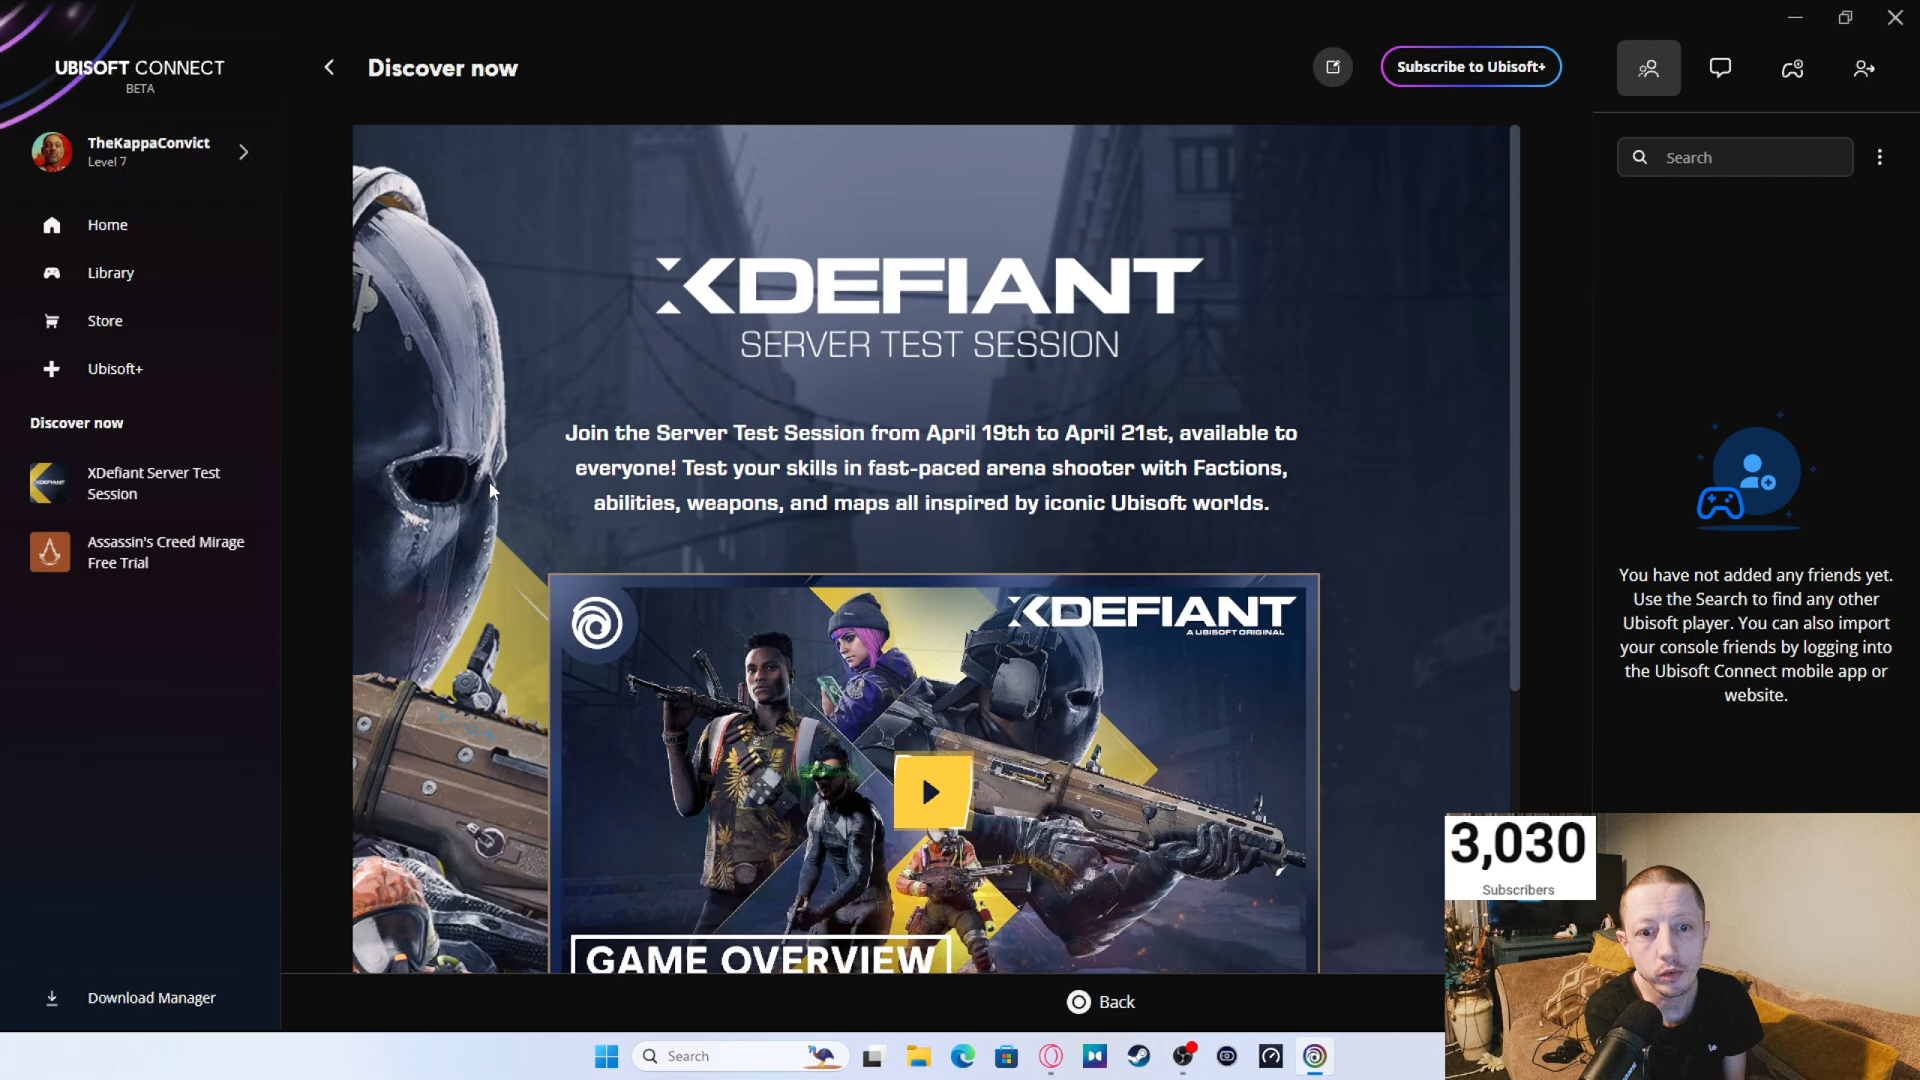 UBISOFT CONNECT
BETA
Discover now
Subscribe to Ubisoft+
TheKappaConvict
Level 7
Search
Home
Library
Store
Ubisoft+
Discover now
XDefiant Server Test
Session
Assassin's Creed Mirage
Free Trial
XDEFIANT
SERVER TEST SESSION
Join the Server Test Session from April 19th to April 21st, available to
everyone! Test your skills in fast-paced arena shooter with Factions,
abilities, weapons, and maps all inspired by iconic Ubisoft worlds.
XDEFIANT
A UBISOFT ORIGINAL
GAME OVERVIEW
You have not added any friends yet.
Use the Search to find any other
Ubisoft player. You can also import
your console friends by logging into
the Ubisoft Connect mobile app or
website.
3,030
Subscribers
Download Manager
Back
Search